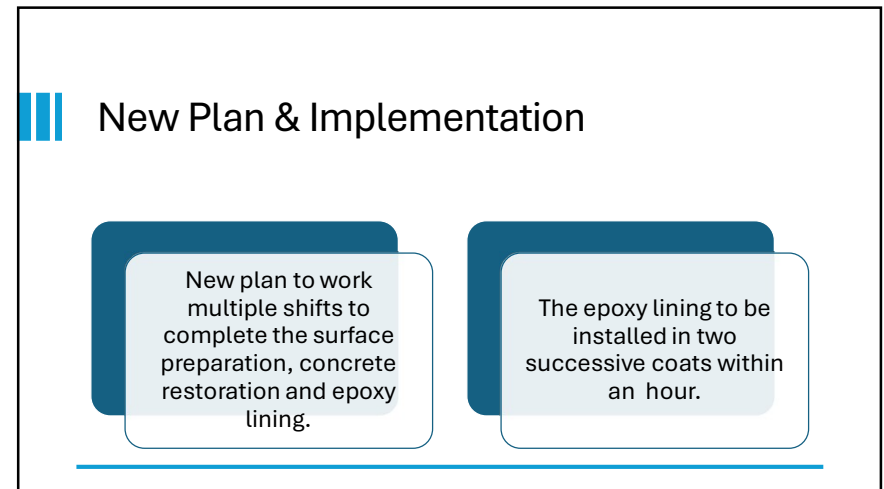 New Plan & Implementation
New plan to work
multiple shifts to
complete the surface
preparation, concrete
restoration and epoxy
lining.
The epoxy lining to be
installed in two
successive coats within
an hour.